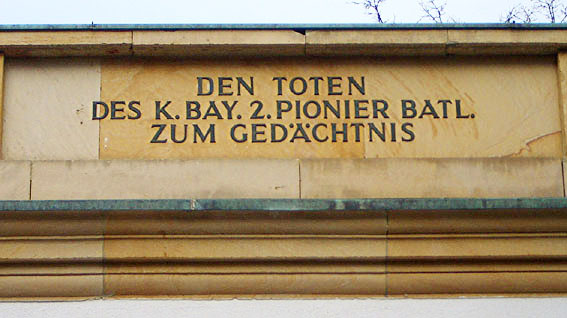 DEN TOTEN
DES K. BAY. 2. PIONIER BATL.
ZUM GEDÄCHTNIS